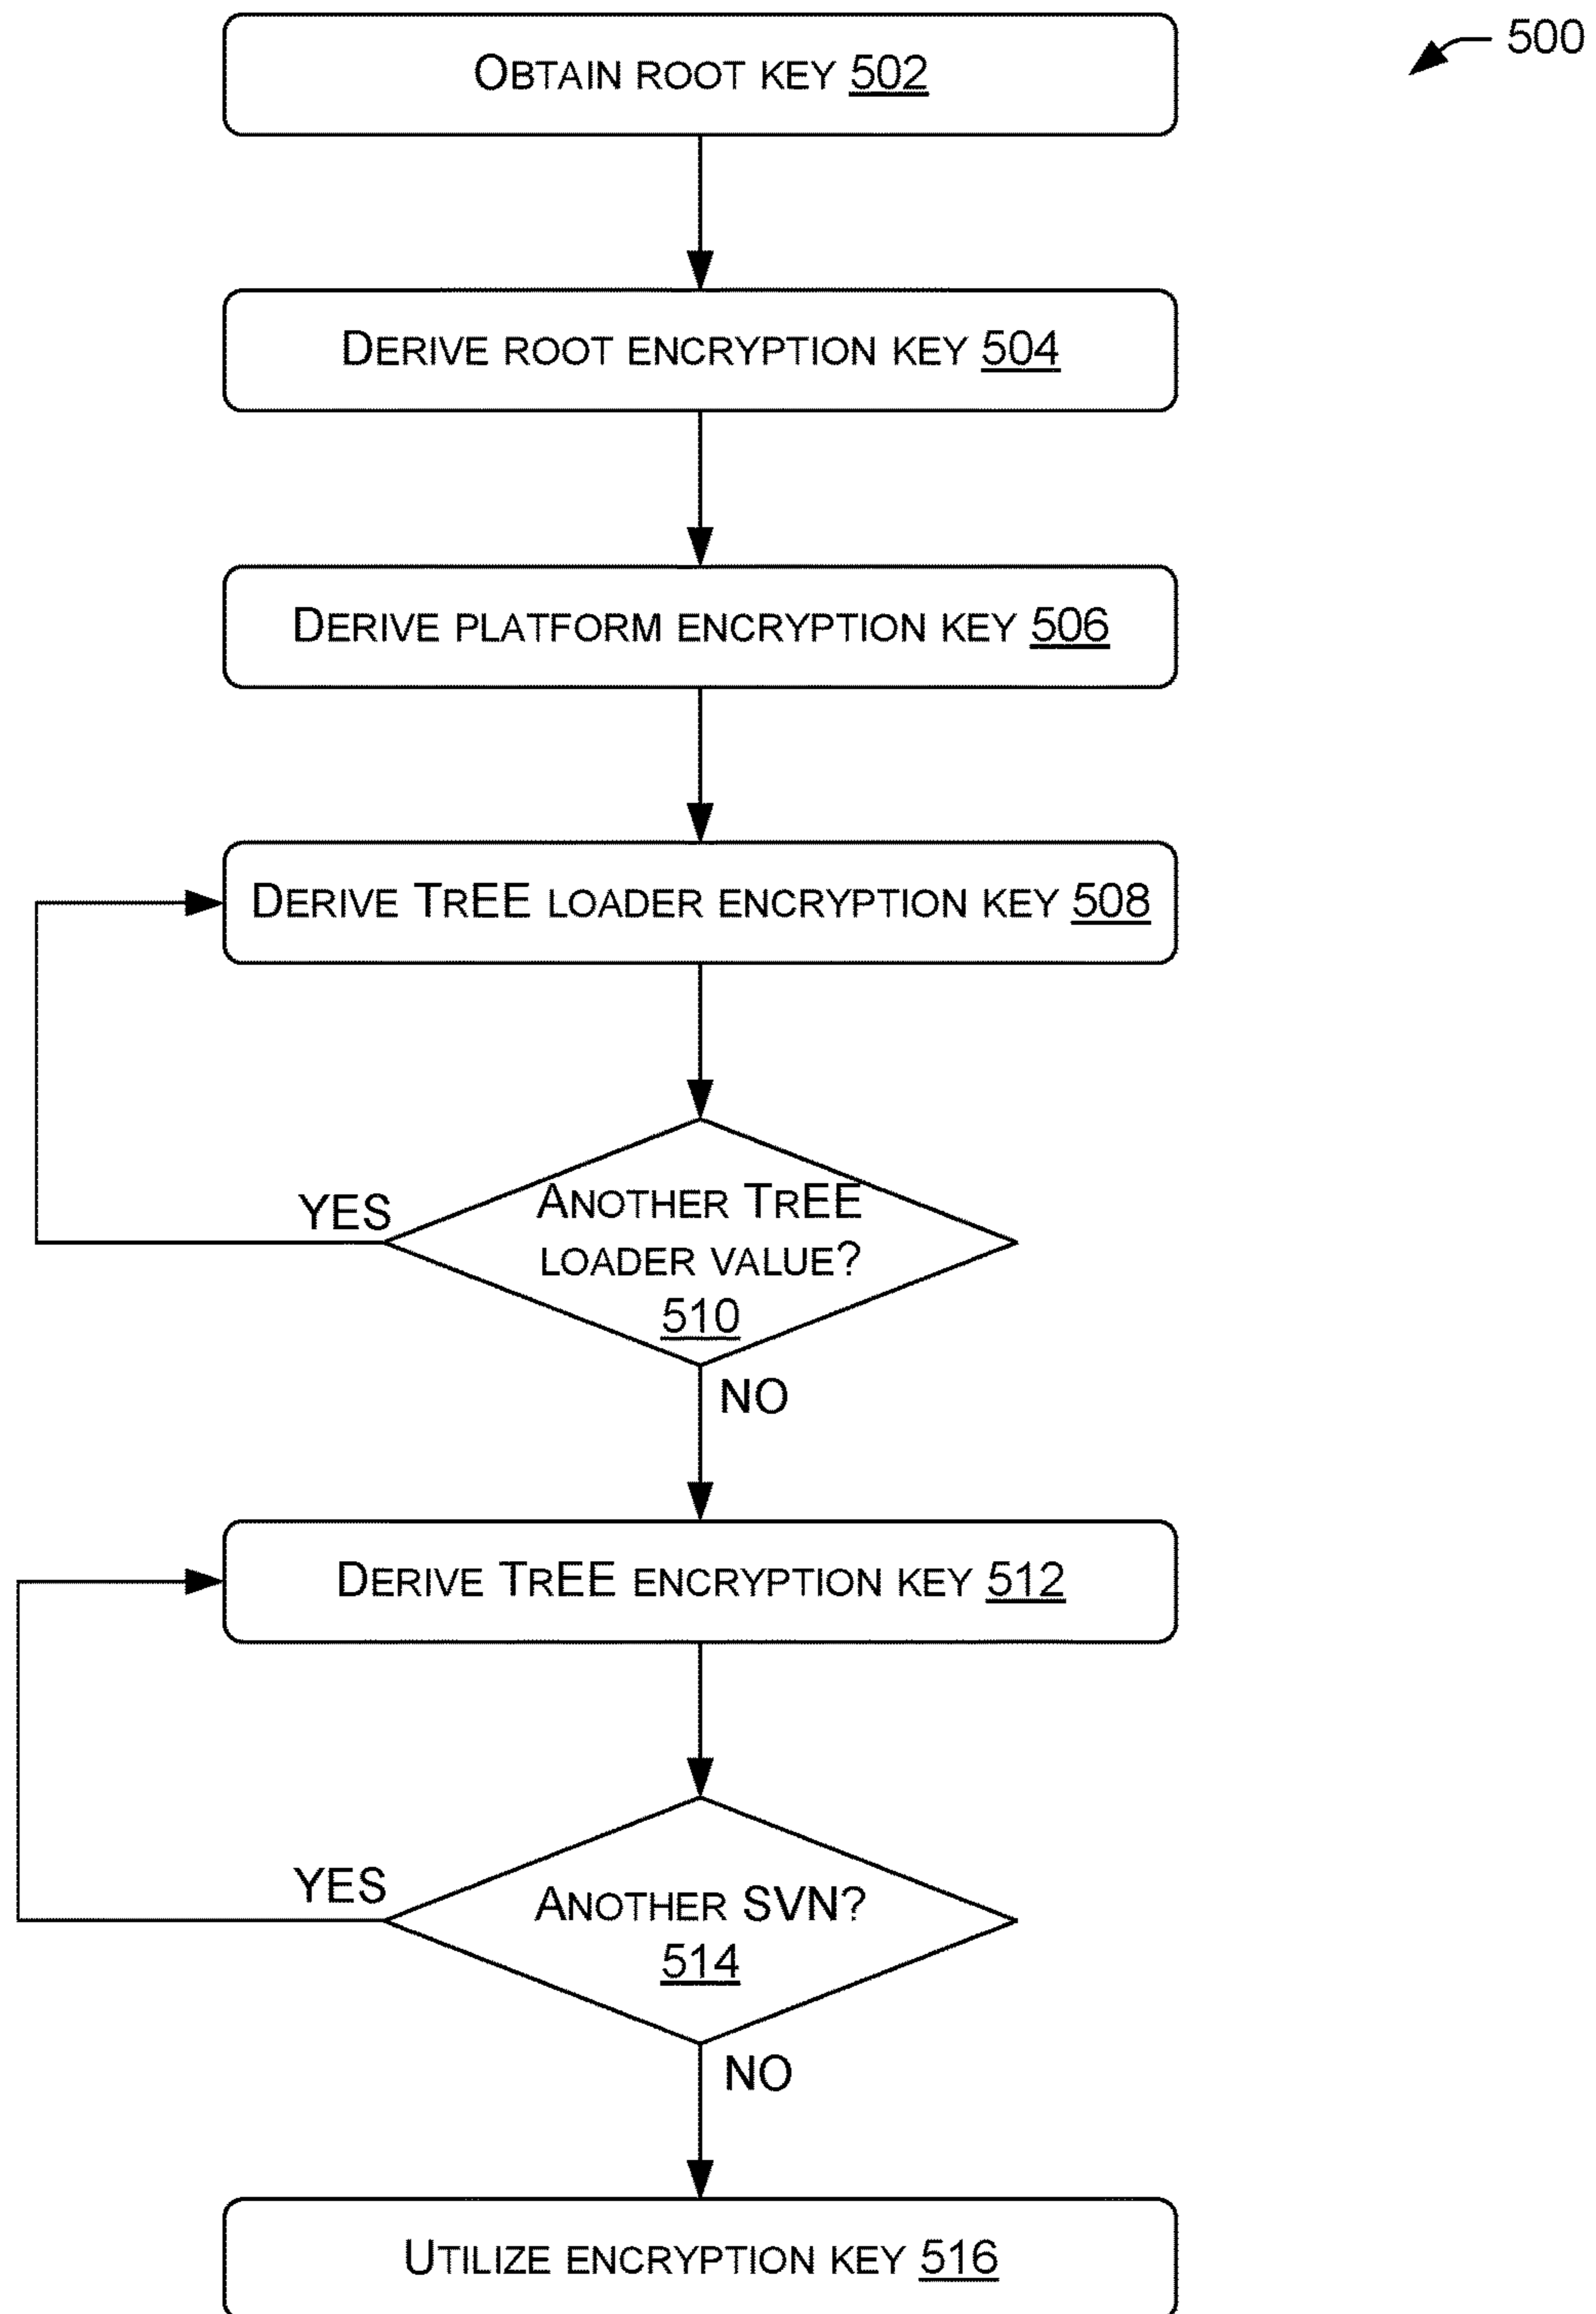 500
OBTAIN ROOT KEY 502
DERIVE ROOT ENCRYPTION KEY 504
DERIVE PLATFORM ENCRYPTION KEY 506
DERIVE TREE LOADER ENCRYPTION KEY 508
ANOTHER TREE
LOADER VALUE?
510
YES
NO
DERIVE TREE ENCRYPTION KEY 512
ANOTHER SVN?
514
YES
NO
UTILIZE ENCRYPTION KEY 516